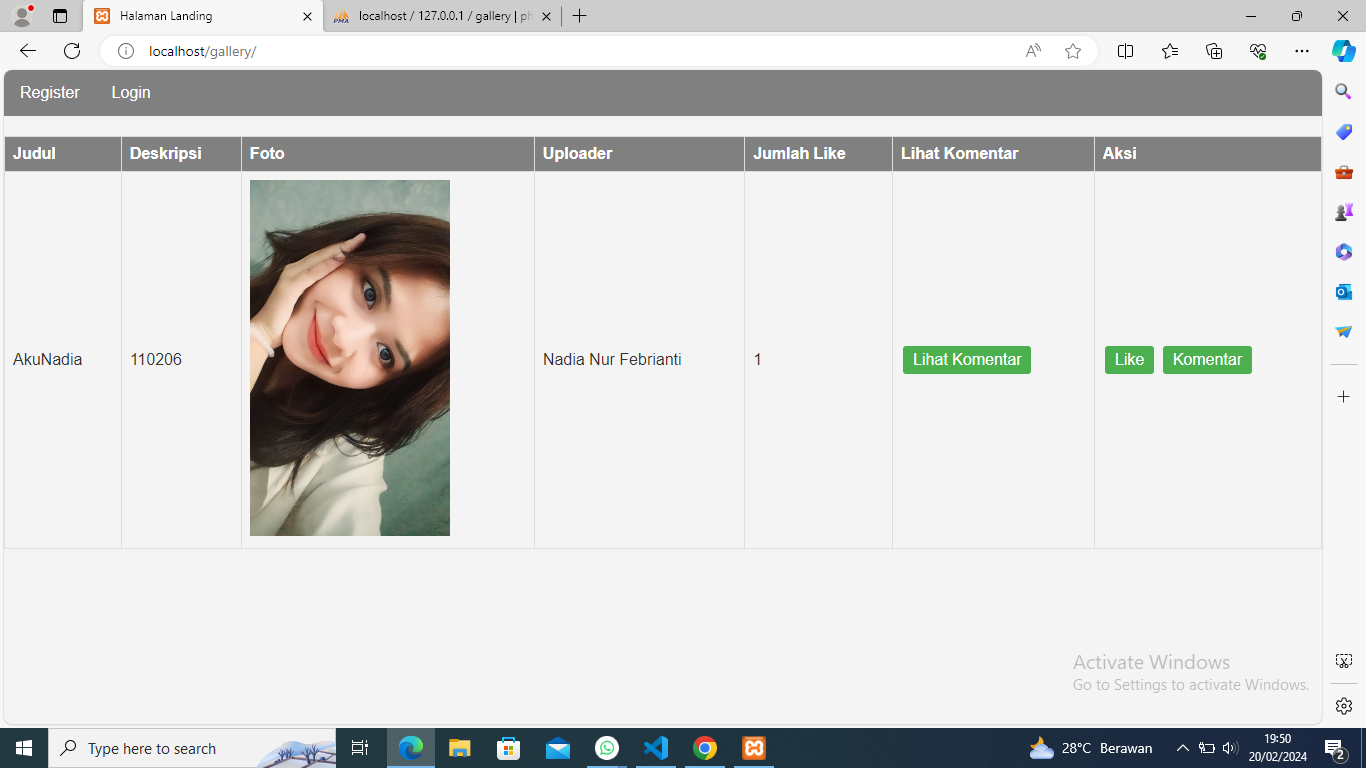 Halaman Landing
localhost / 127.0.0.1 / gallery | ph
localhost/gallery/
Register Login
Judul Deskripsi Foto Uploader Jumlah Like Lihat Komentar Aksi
AkuNadia 110206 Nadia Nur Febrianti 1 Lihat Komentar Like Komentar
Activate Windows
Go to Settings to activate Windows.
Type here to search
28°C Berawan
19:50
20/02/2024
2